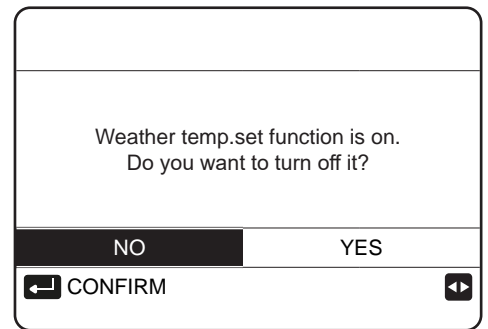 Weather temp.set function is on.
Do you want to turn off it?
NO YES
CONFIRM